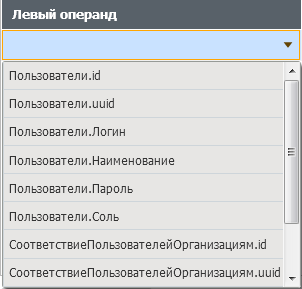 Левый операнд
Пользователи.id
Пользователи.uuid
Пользователи.Логин
Пользователи.Наименование
Пользователи.Пароль
Пользователи.Соль
СоответствиеПользователейОрганизациям.id
СоответствиеПользователейОрганизациям.uuid